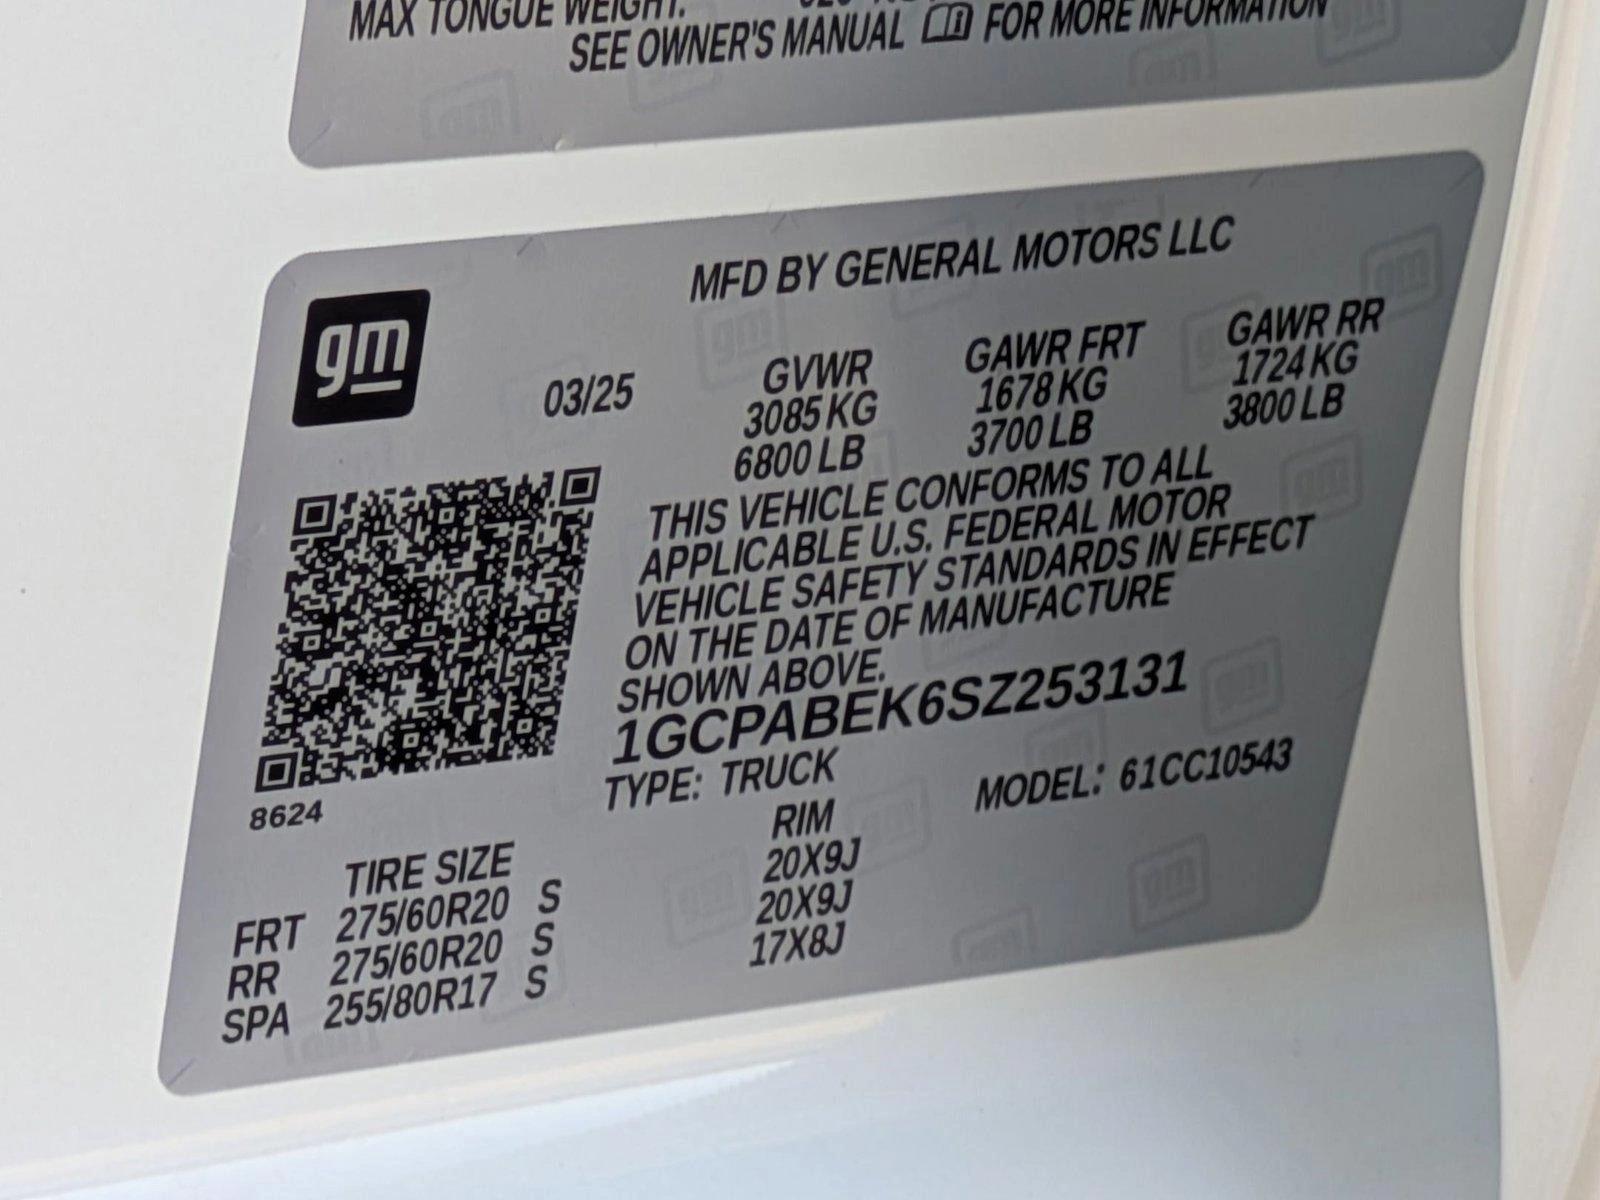 MAX TONGUE WEIGHT:
SEE OWNER'S MANUAL FOR MORE INFORMATION
MFD BY GENERAL MOTORS LLC
gm
03/25 GVWR GAWR FRT GAWR RR
3085 KG 1678 KG 1724 KG
6800 LB 3700 LB 3800 LB
THIS VEHICLE CONFORMS TO ALL
APPLICABLE U.S. FEDERAL MOTOR
VEHICLE SAFETY STANDARDS IN EFFECT
ON THE DATE OF MANUFACTURE
SHOWN ABOVE.
1GCPABEK6SZ253131
TYPE: TRUCK MODEL: 61CC10543
8624
TIRE SIZE RIM
FRT 275/60R20 S 20X9J
RR 275/60R20 S 20X9J
SPA 255/80R17 S 17X8J